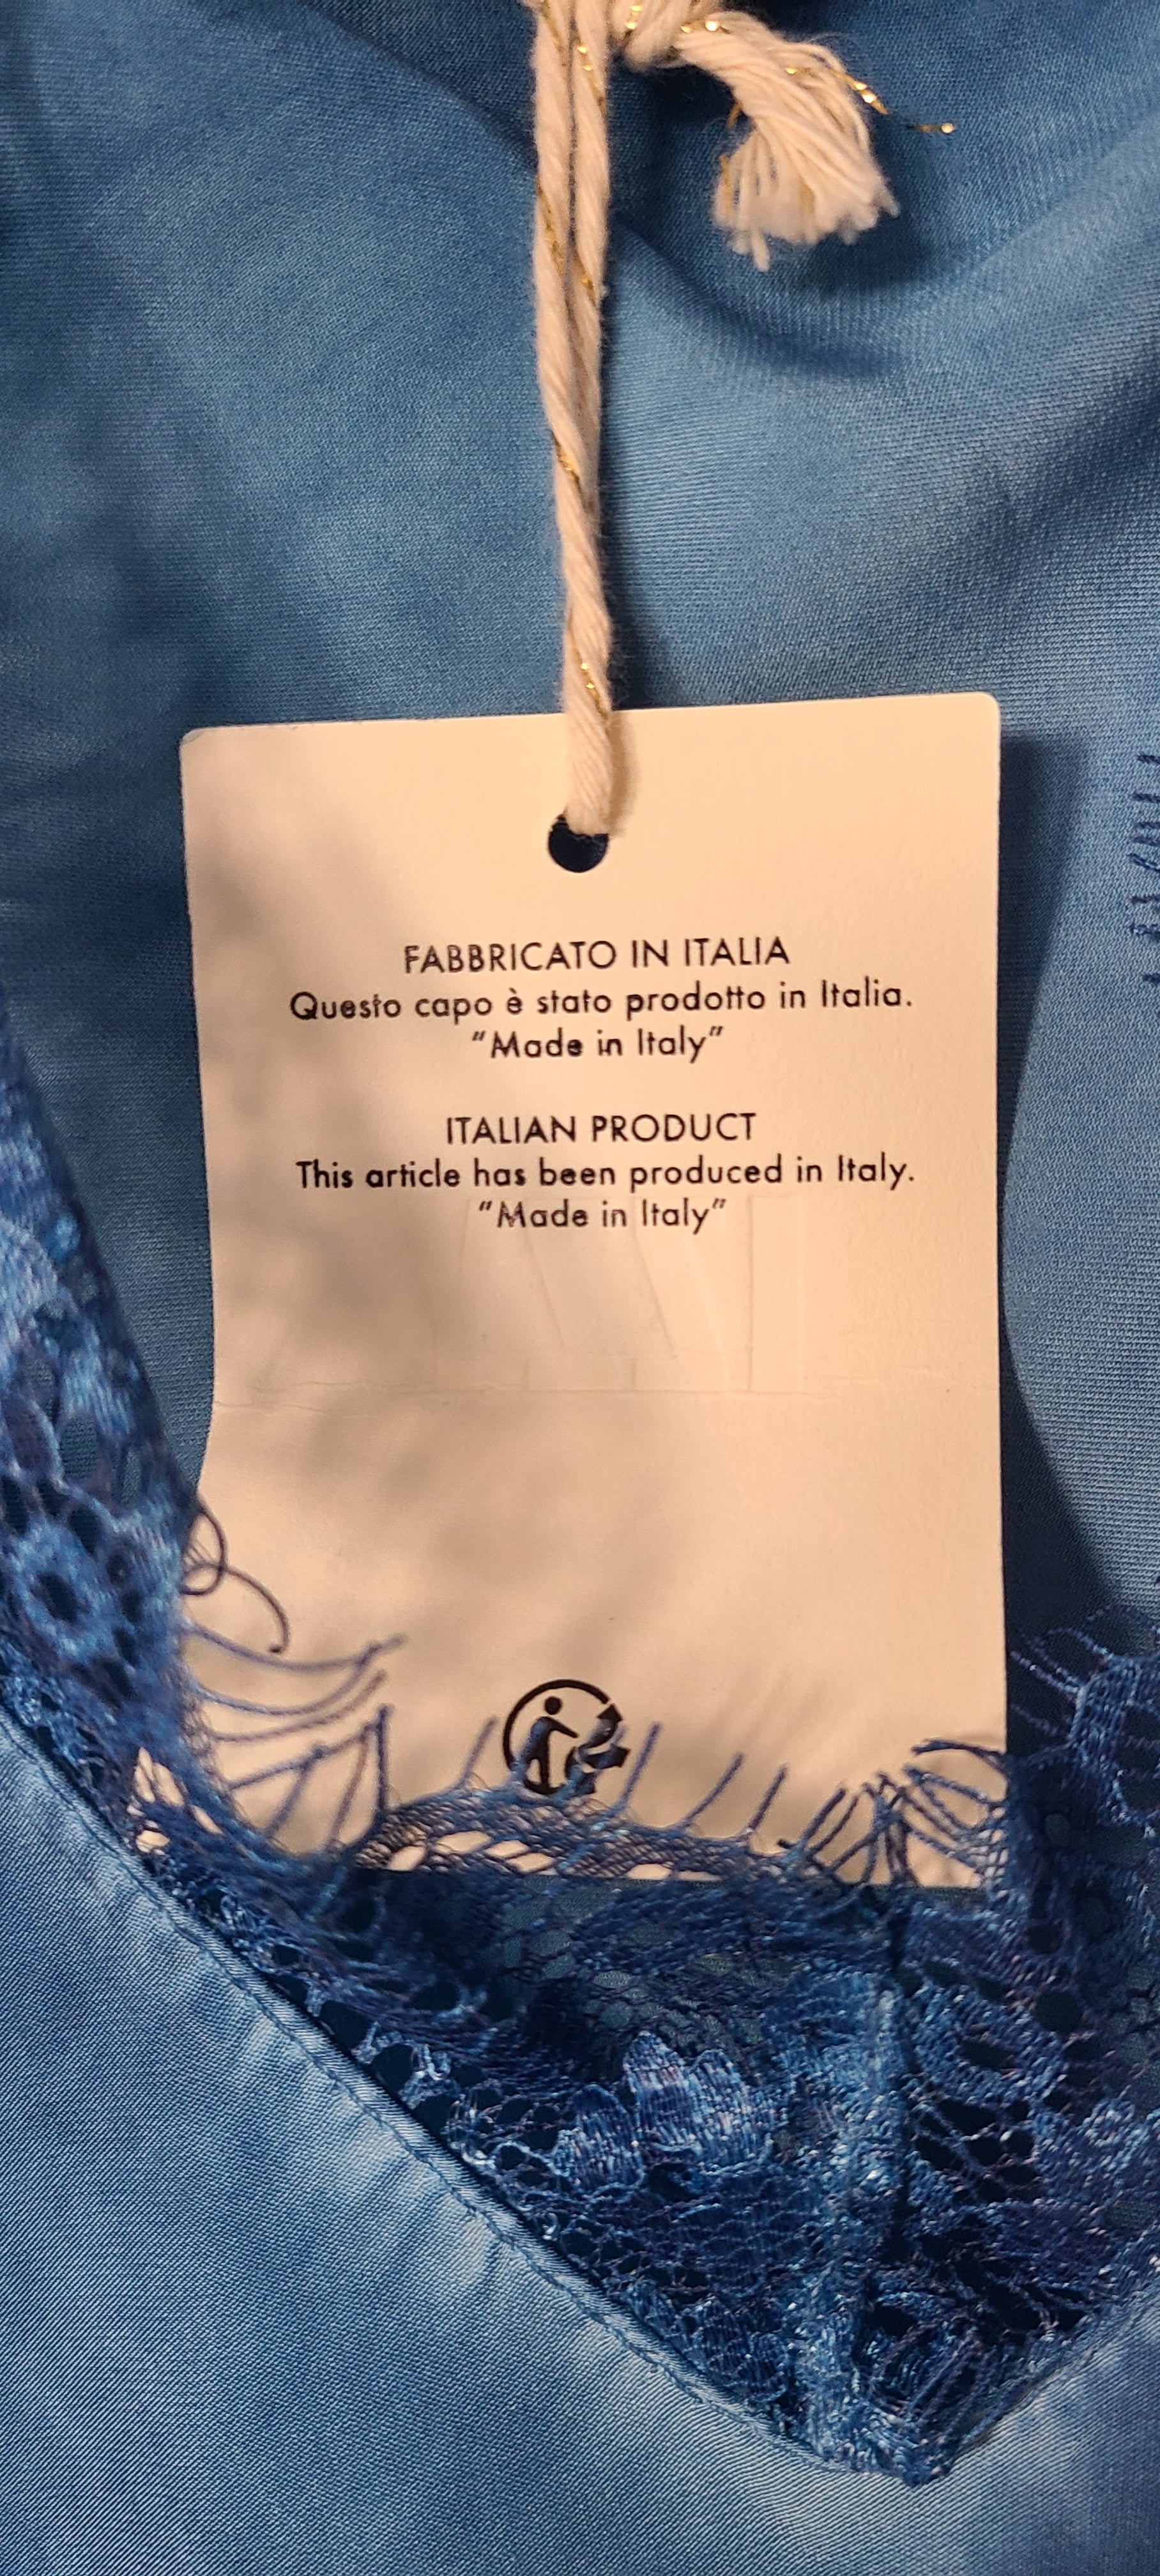 FABBRICATO IN ITALIA
Questo capo è stato prodotto in Italia.
“Made in Italy”
ITALIAN PRODUCT
This article has been produced in Italy.
“Made in Italy”